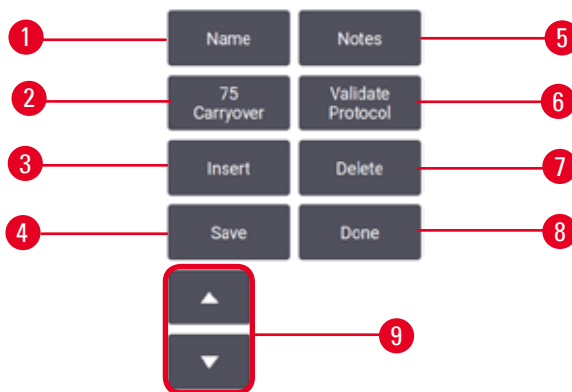 1
Name
Notes
5
2
75
Carryover
Validate
Protocol
6
3
Insert
Delete
7
4
Save
Done
8
9